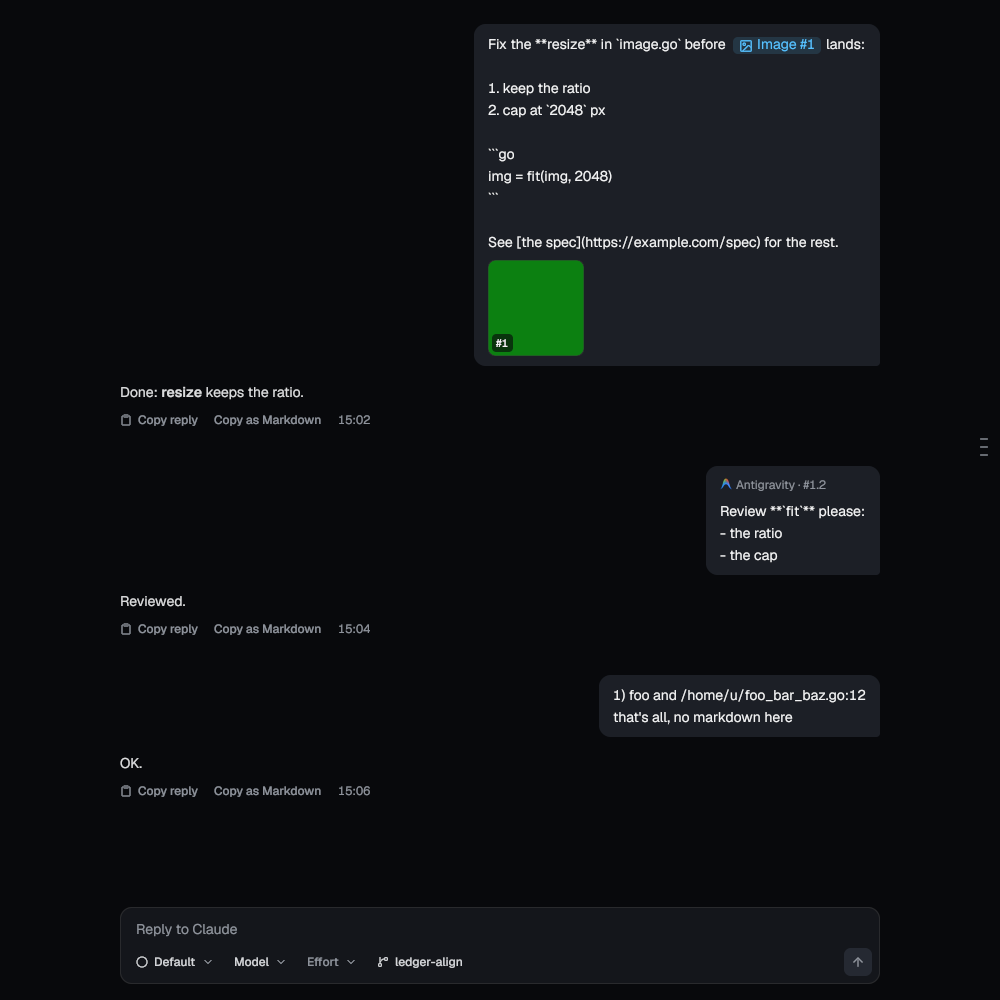 Fix the **resize** in `image.go` before Image #1 lands:
1. keep the ratio
2. cap at `2048` px
```go
img = fit(img, 2048)
```
See [the spec](https://example.com/spec) for the rest.
#1
Done: resize keeps the ratio.
Copy reply Copy as Markdown 15:02
Antigravity · #1.2
Review **`fit`** please:
- the ratio
- the cap
Reviewed.
Copy reply Copy as Markdown 15:04
1) foo and /home/u/foo_bar_baz.go:12
that's all, no markdown here
OK.
Copy reply Copy as Markdown 15:06
Reply to Claude
Default Model Effort ledger-align